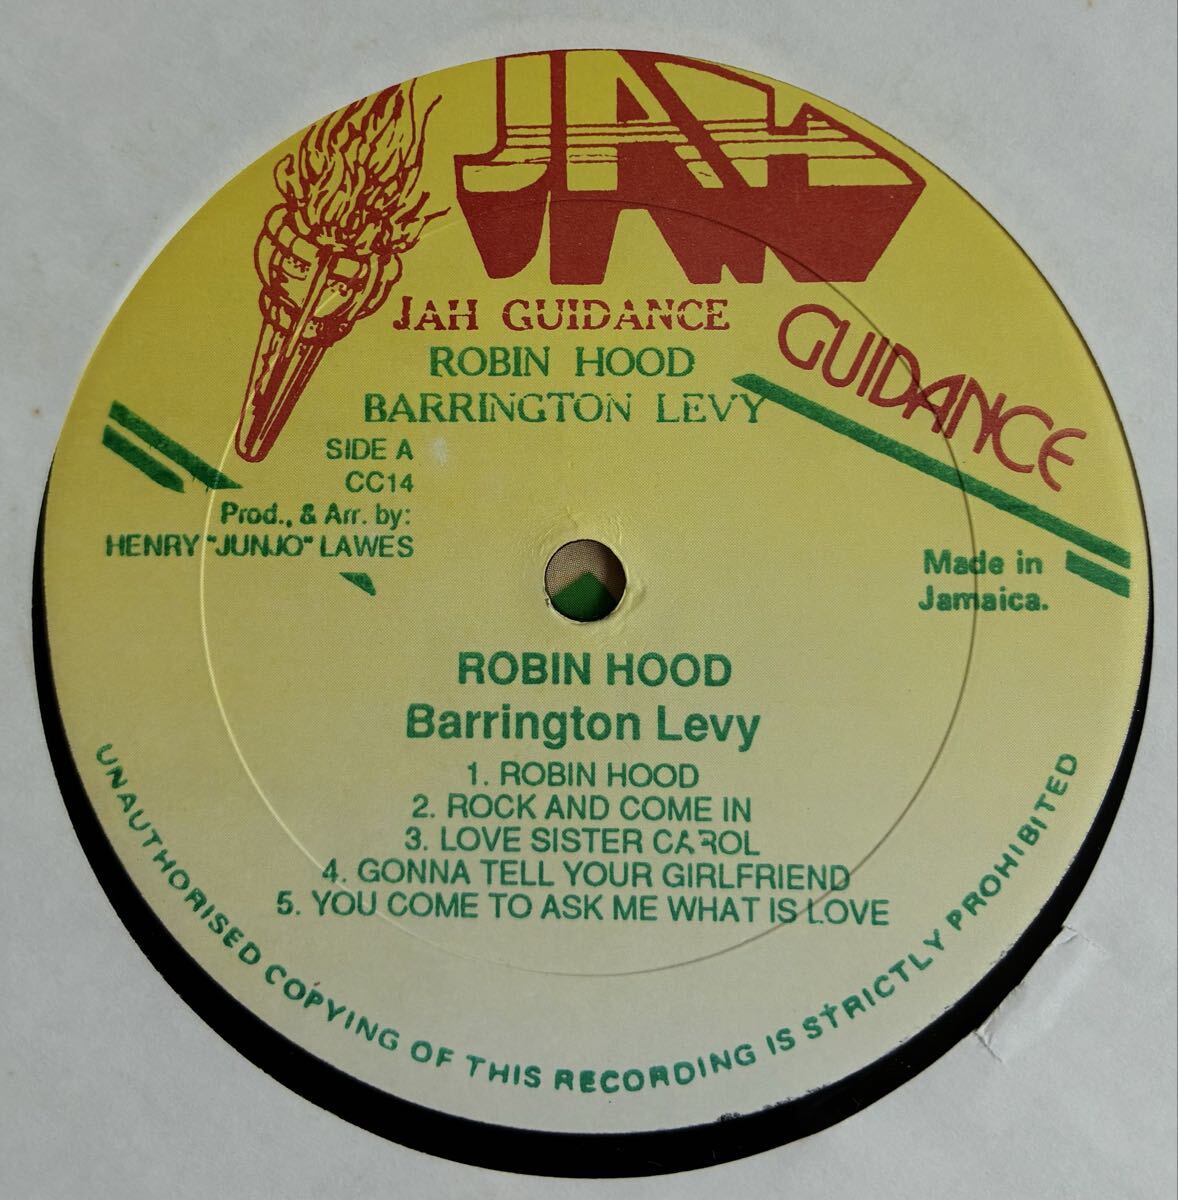 JAH
GUIDANCE
JAH GUIDANCE
ROBIN HOOD
BARRINGTON LEVY
SIDE A
CC14
Prod., & Arr. by:
HENRY "JUNJO" LAWES
Made in
Jamaica.
ROBIN HOOD
Barrington Levy
1. ROBIN HOOD
2. ROCK AND COME IN
3. LOVE SISTER CAROL
4. GONNA TELL YOUR GIRLFRIEND
5. YOU COME TO ASK ME WHAT IS LOVE
UNAUTHORISED COPYING OF THIS RECORDING IS STRICTLY PROHIBITED